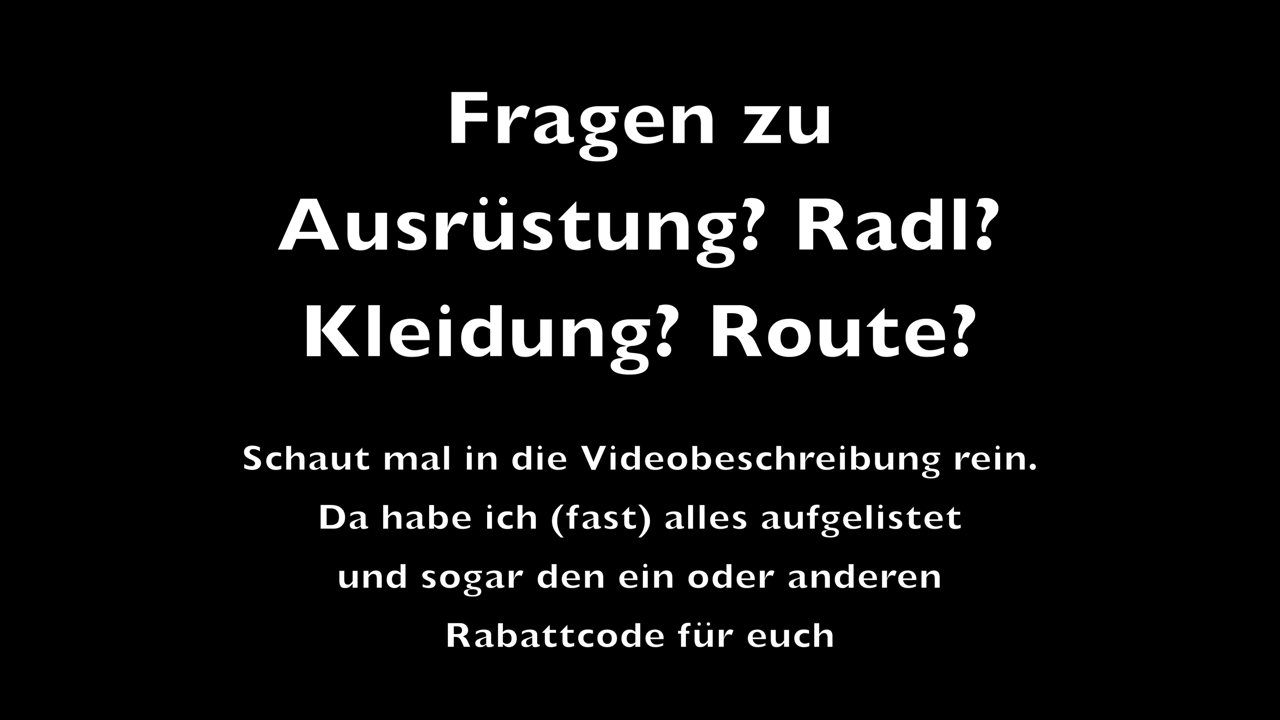 Fragen zu
Ausrüstung? Radl?
Kleidung? Route?
Schaut mal in die Videobeschreibung rein.
Da habe ich (fast) alles aufgelistet
und sogar den ein oder anderen
Rabattcode für euch